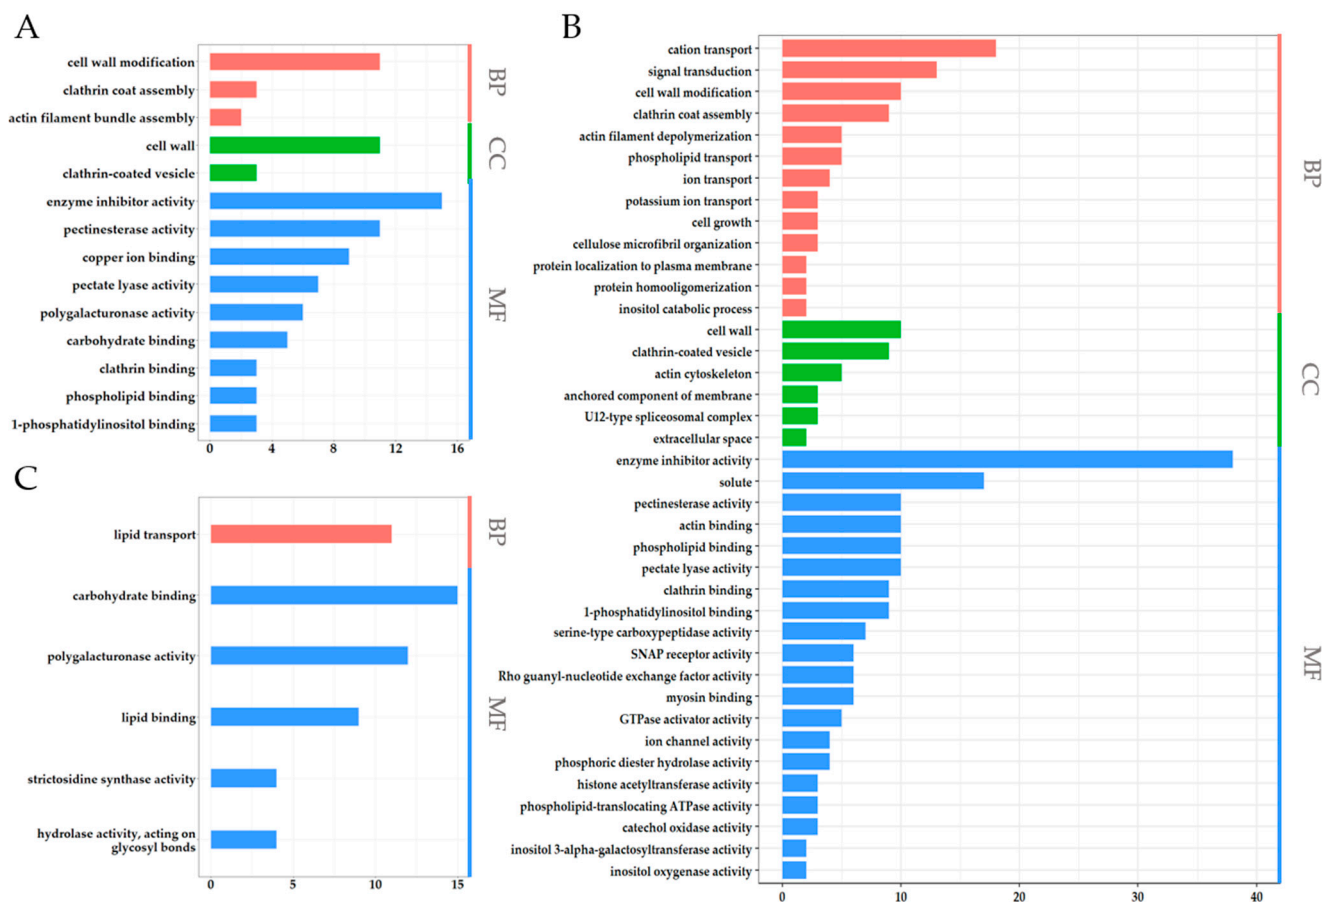 A
cell wall modification
clathrin coat assembly
actin filament bundle assembly
cell wall
clathrin-coated vesicle
enzyme inhibitor activity
pectinesterase activity
copper ion binding
pectate lyase activity
polygalacturonase activity
carbohydrate binding
clathrin binding
phospholipid binding
1-phosphatidylinositol binding
0 4 8 12 16
BP
CC
MF
B
cation transport
signal transduction
cell wall modification
clathrin coat assembly
actin filament depolymerization
phospholipid transport
ion transport
potassium ion transport
cell growth
cellulose microfibril organization
protein localization to plasma membrane
protein homooligomerization
inositol catabolic process
cell wall
clathrin-coated vesicle
actin cytoskeleton
anchored component of membrane
U12-type spliceosomal complex
extracellular space
enzyme inhibitor activity
solute
pectinesterase activity
actin binding
phospholipid binding
pectate lyase activity
clathrin binding
1-phosphatidylinositol binding
serine-type carboxypeptidase activity
SNAP receptor activity
Rho guanyl-nucleotide exchange factor activity
myosin binding
GTPase activator activity
ion channel activity
phosphoric diester hydrolase activity
histone acetyltransferase activity
phospholipid-translocating ATPase activity
catechol oxidase activity
inositol 3-alpha-galactosyltransferase activity
inositol oxygenase activity
0 10 20 30 40
BP
CC
MF
C
lipid transport
carbohydrate binding
polygalacturonase activity
lipid binding
strictosidine synthase activity
hydrolase activity, acting on
glycosyl bonds
0 5 10 15
BP
MF